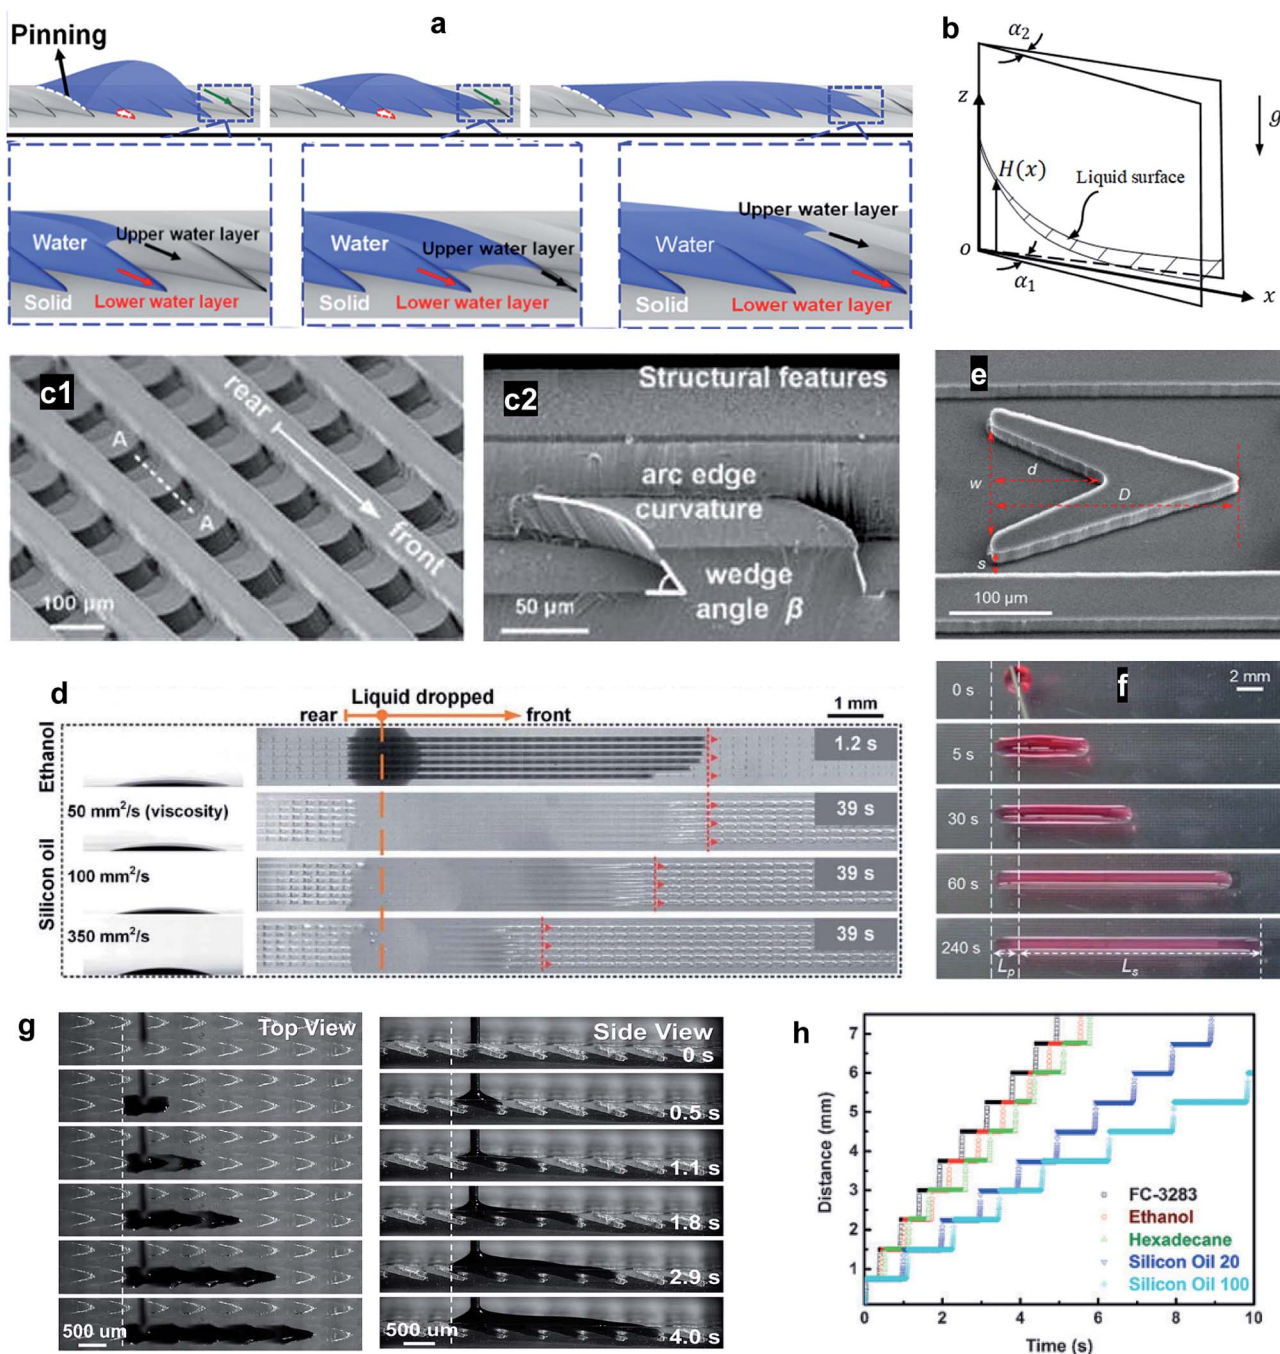 a
Pinning
Water
Upper water layer
Solid
Lower water layer
Water
Upper water layer
Solid
Lower water layer
Upper water layer
Water
Solid
Lower water layer
b
α₂
z
g
H(x)
Liquid surface
o
α₁
x
c1
rear
A
A
front
100 μm
c2
Structural features
arc edge
curvature
wedge
angle β
50 μm
e
d
w
D
s
100 μm
d
Liquid dropped
rear
front
1 mm
Ethanol
1.2 s
Silicon oil
50 mm²/s (viscosity)
39 s
100 mm²/s
39 s
350 mm²/s
39 s
f
0 s
2 mm
5 s
30 s
60 s
240 s
Lₚ
Lₛ
g
Top View
500 um
Side View
0 s
0.5 s
1.1 s
1.8 s
2.9 s
4.0 s
500 um
h
Distance (mm)
7
6
5
4
3
2
1
FC-3283
Ethanol
Hexadecane
Silicon Oil 20
Silicon Oil 100
0 2 4 6 8 10
Time (s)